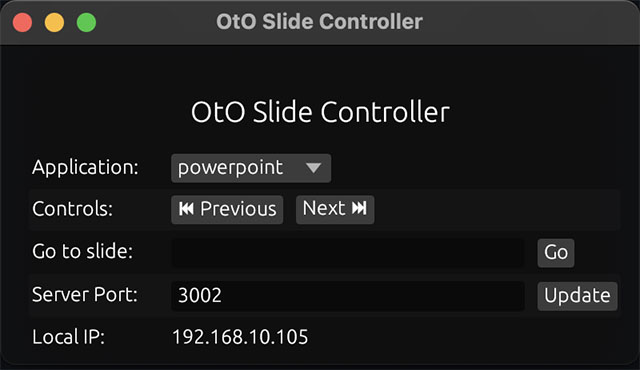 OtO Slide Controller
OtO Slide Controller
Application: powerpoint
Controls: ⏮ Previous Next ⏭
Go to slide: Go
Server Port: 3002 Update
Local IP: 192.168.10.105